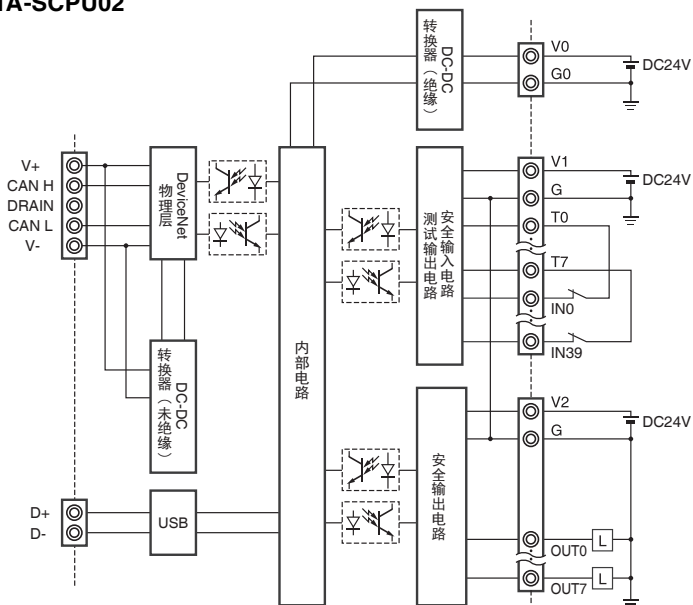 TA-SCPU02
转换器（绝缘）
DC-DC
V0
G0
DC24V
V+
CAN H
DRAIN
CAN L
V-
DeviceNet
物理层
转换器（未绝缘）
DC-DC
内部电路
测试输出电路
安全输入电路
V1
G
T0
T7
IN0
IN39
DC24V
D+
D-
USB
安全输出电路
V2
G
OUT0
L
OUT7
L
DC24V